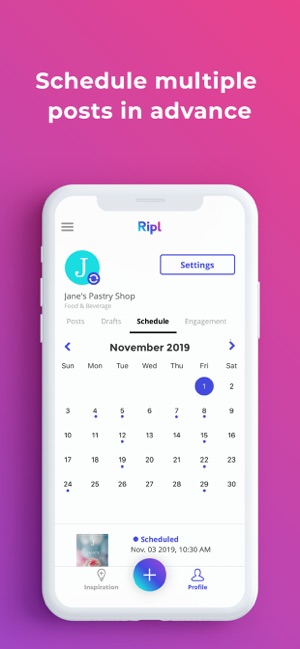 Schedule multiple
posts in advance
Ripl
J
Settings
Jane's Pastry Shop
Food & Beverage
Posts Drafts Schedule Engagement
November 2019
Sun Mon Tue Wed Thu Fri Sat
1 2
3 4 5 6 7 8 9
10 11 12 13 14 15 16
17 18 19 20 21 22 23
24 25 26 27 28 29 30
Scheduled
Nov. 03 2019, 10:30 AM
Inspiration
Profile